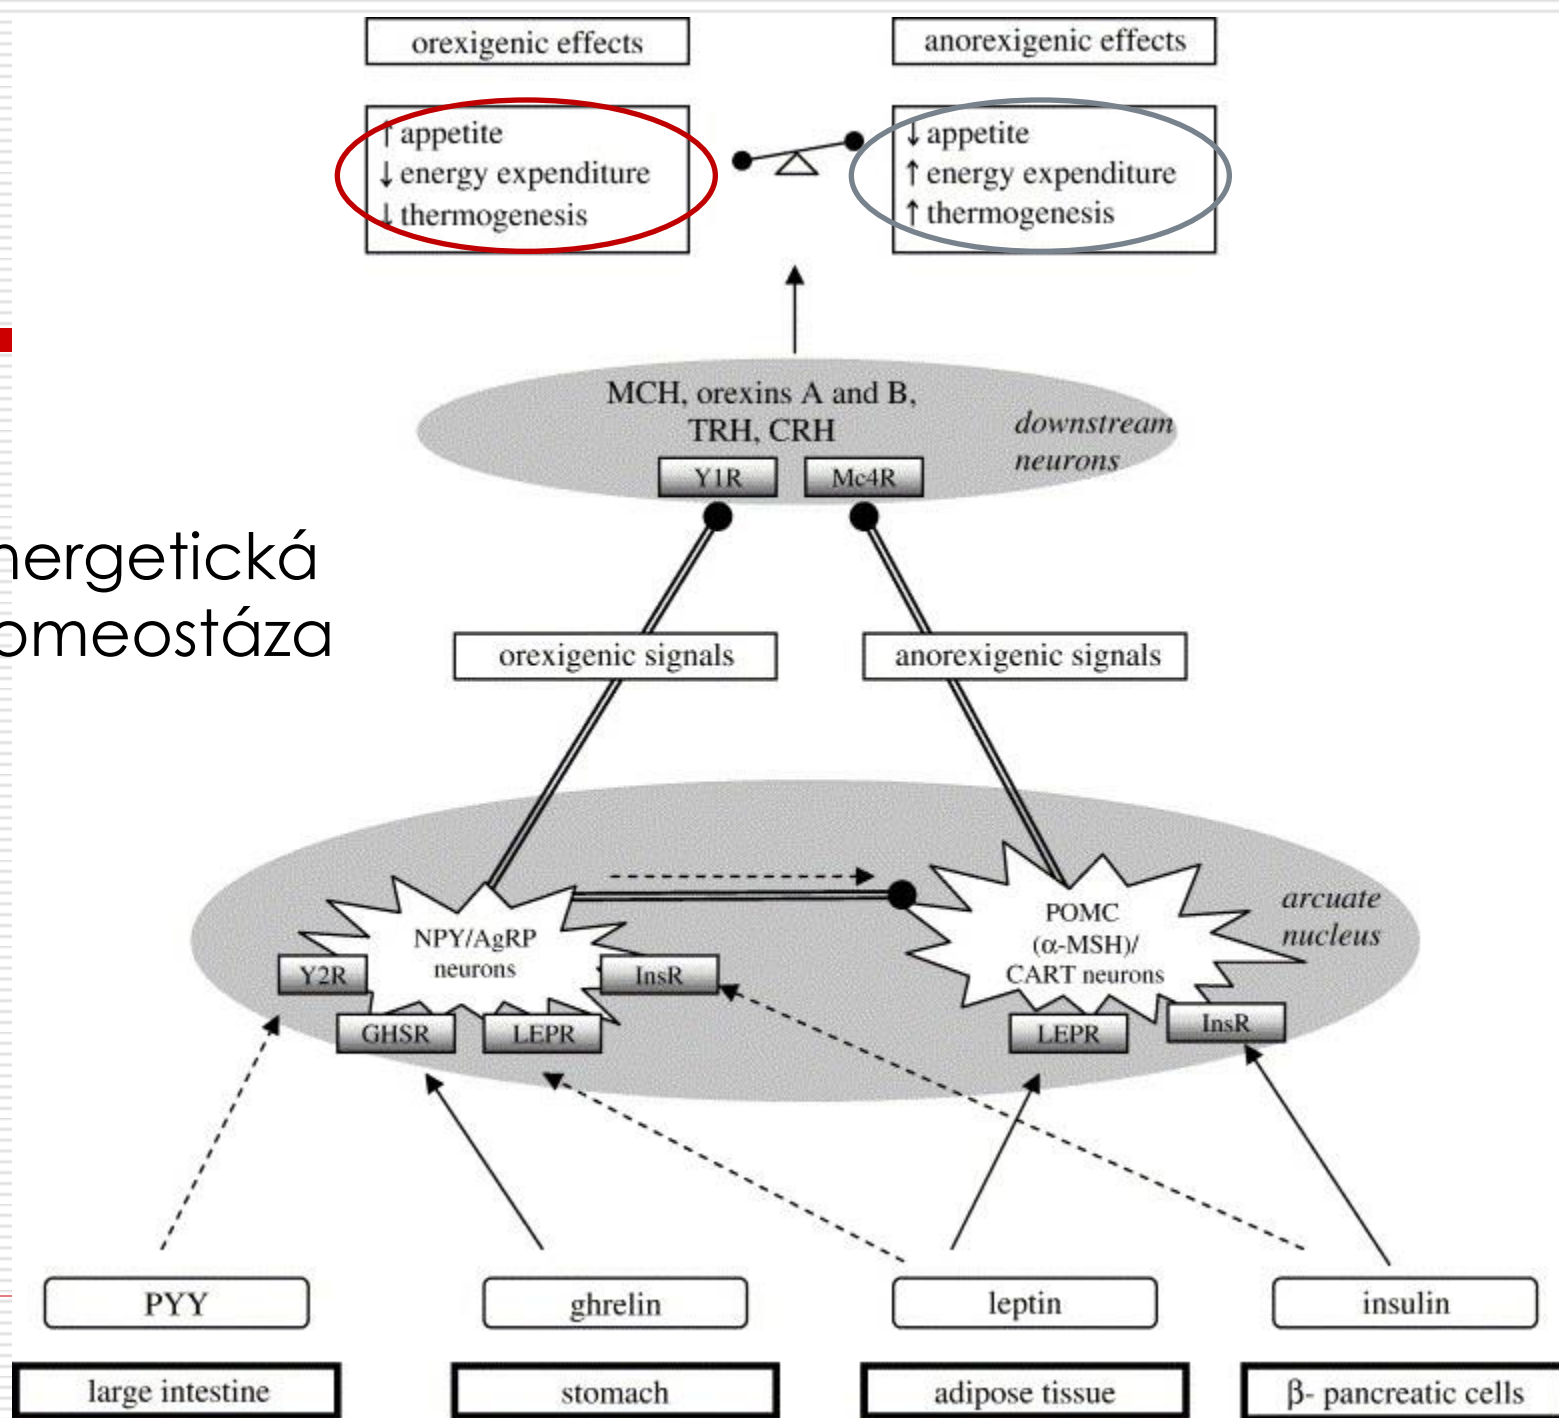 orexigenic effects
anorexigenic effects
↑ appetite
↓ energy expenditure
↓ thermogenesis
↓ appetite
↑ energy expenditure
↑ thermogenesis
MCH, orexins A and B,
TRH, CRH
downstream
neurons
Y1R
Mc4R
nergetická
omeostáza
orexigenic signals
anorexigenic signals
arcuate
nucleus
NPY/AgRP
neurons
POMC
(α-MSH)/
CART neurons
Y2R
InsR
GHSR
LEPR
LEPR
InsR
PYY
ghrelin
leptin
insulin
large intestine
stomach
adipose tissue
β- pancreatic cells